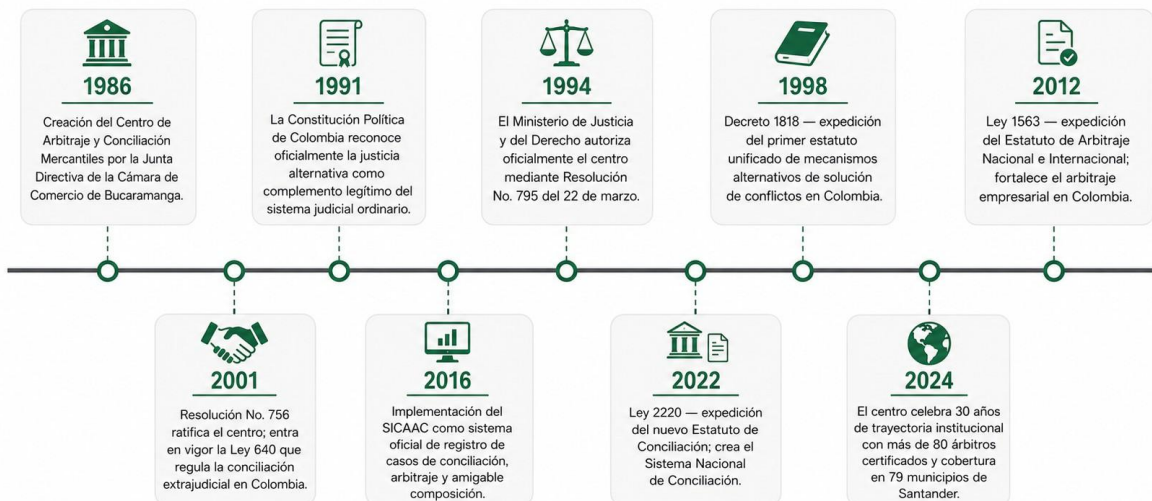 1986
Creación del Centro de
Arbitraje y Conciliación
Mercantiles por la Junta
Directiva de la Cámara de
Comercio de Bucaramanga.
1991
La Constitución Política
de Colombia reconoce
oficialmente la justicia
alternativa como
complemento legítimo del
sistema judicial ordinario.
1994
El Ministerio de Justicia
y del Derecho autoriza
oficialmente el centro
mediante Resolución
No. 795 del 22 de marzo.
1998
Decreto 1818 — expedición
del primer estatuto
unificado de mecanismos
alternativos de solución
de conflictos en Colombia.
2012
Ley 1563 — expedición
del Estatuto de Arbitraje
Nacional e Internacional;
fortalece el arbitraje
empresarial en Colombia.
2001
Resolución No. 756
ratifica el centro; entra
en vigor la Ley 640 que
regula la conciliación
extrajudicial en Colombia.
2016
Implementación del
SICAAC como sistema
oficial de registro de
casos de conciliación,
arbitraje y amigable
composición.
2022
Ley 2220 — expedición
del nuevo Estatuto de
Conciliación; crea el
Sistema Nacional
de Conciliación.
2024
El centro celebra 30 años
de trayectoria institucional
con más de 80 árbitros
certificados y cobertura
en 79 municipios de
Santander.